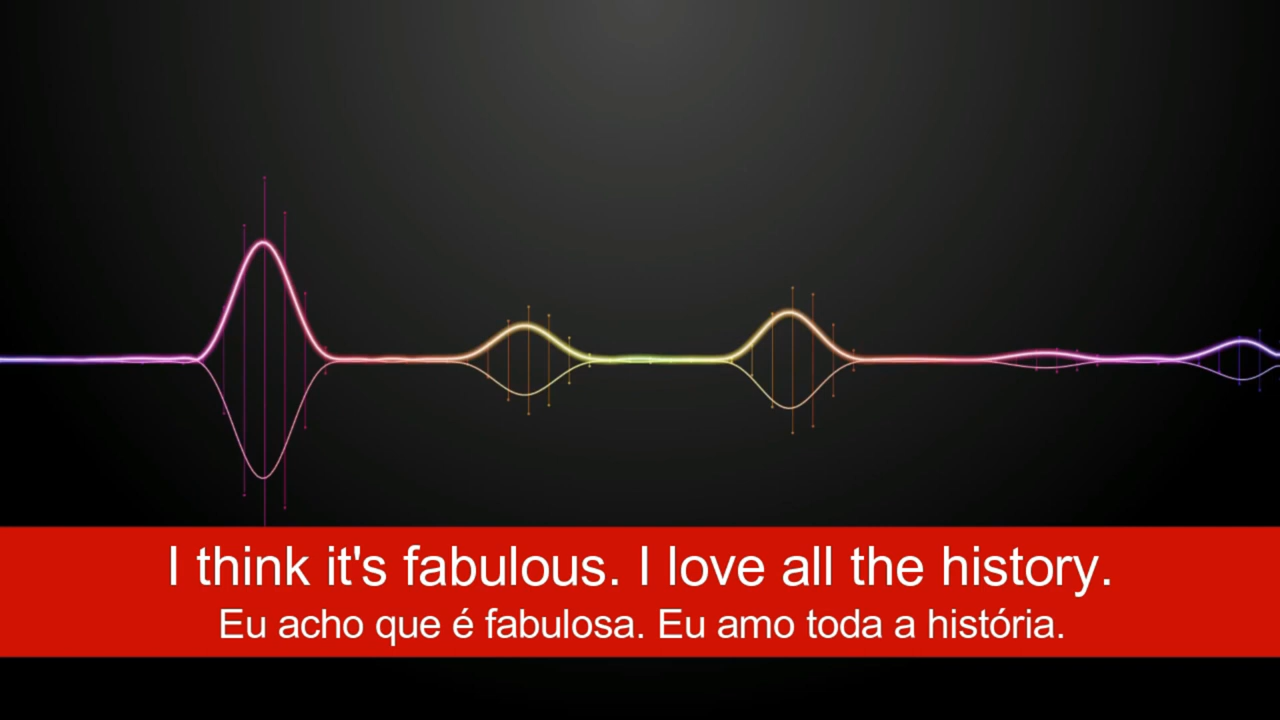 I think it's fabulous. I love all the history.
Eu acho que é fabulosa. Eu amo toda a história.